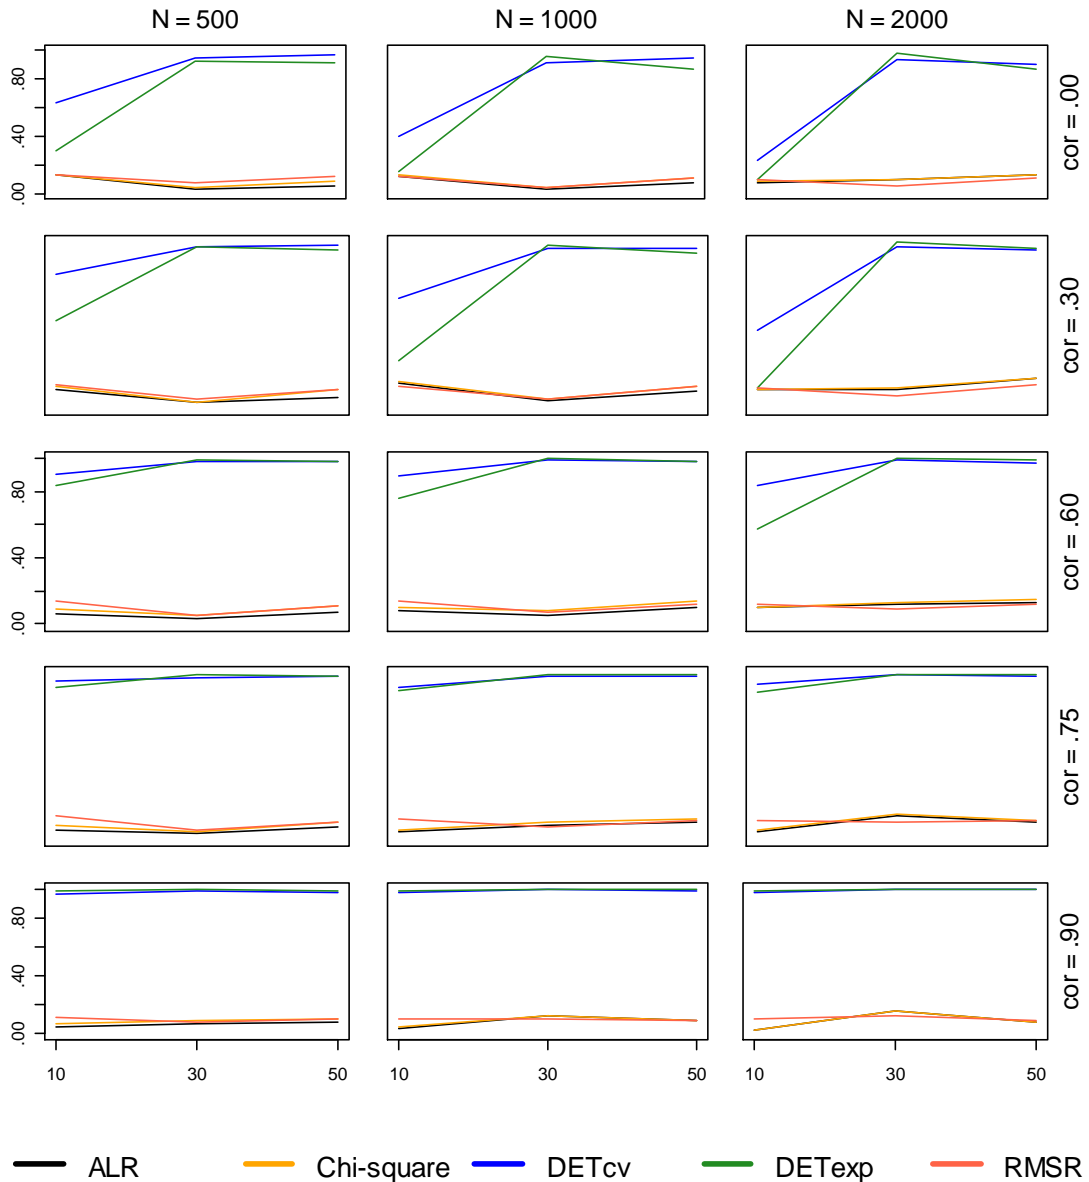 N = 500 N = 1000 N = 2000
.80
.40
.00
cor = .00
cor = .30
.80
.40
.00
cor = .60
cor = .75
.80
.40
.00
cor = .90
10 30 50 10 30 50 10 30 50
ALR Chi-square DETcv DETexp RMSR